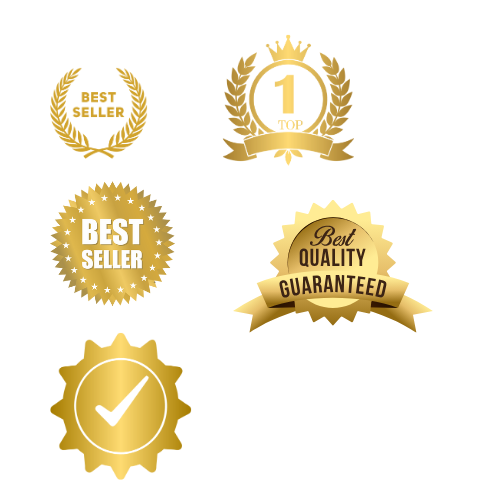 BEST
SELLER
1
TOP
BEST
SELLER
Best
QUALITY
GUARANTEED